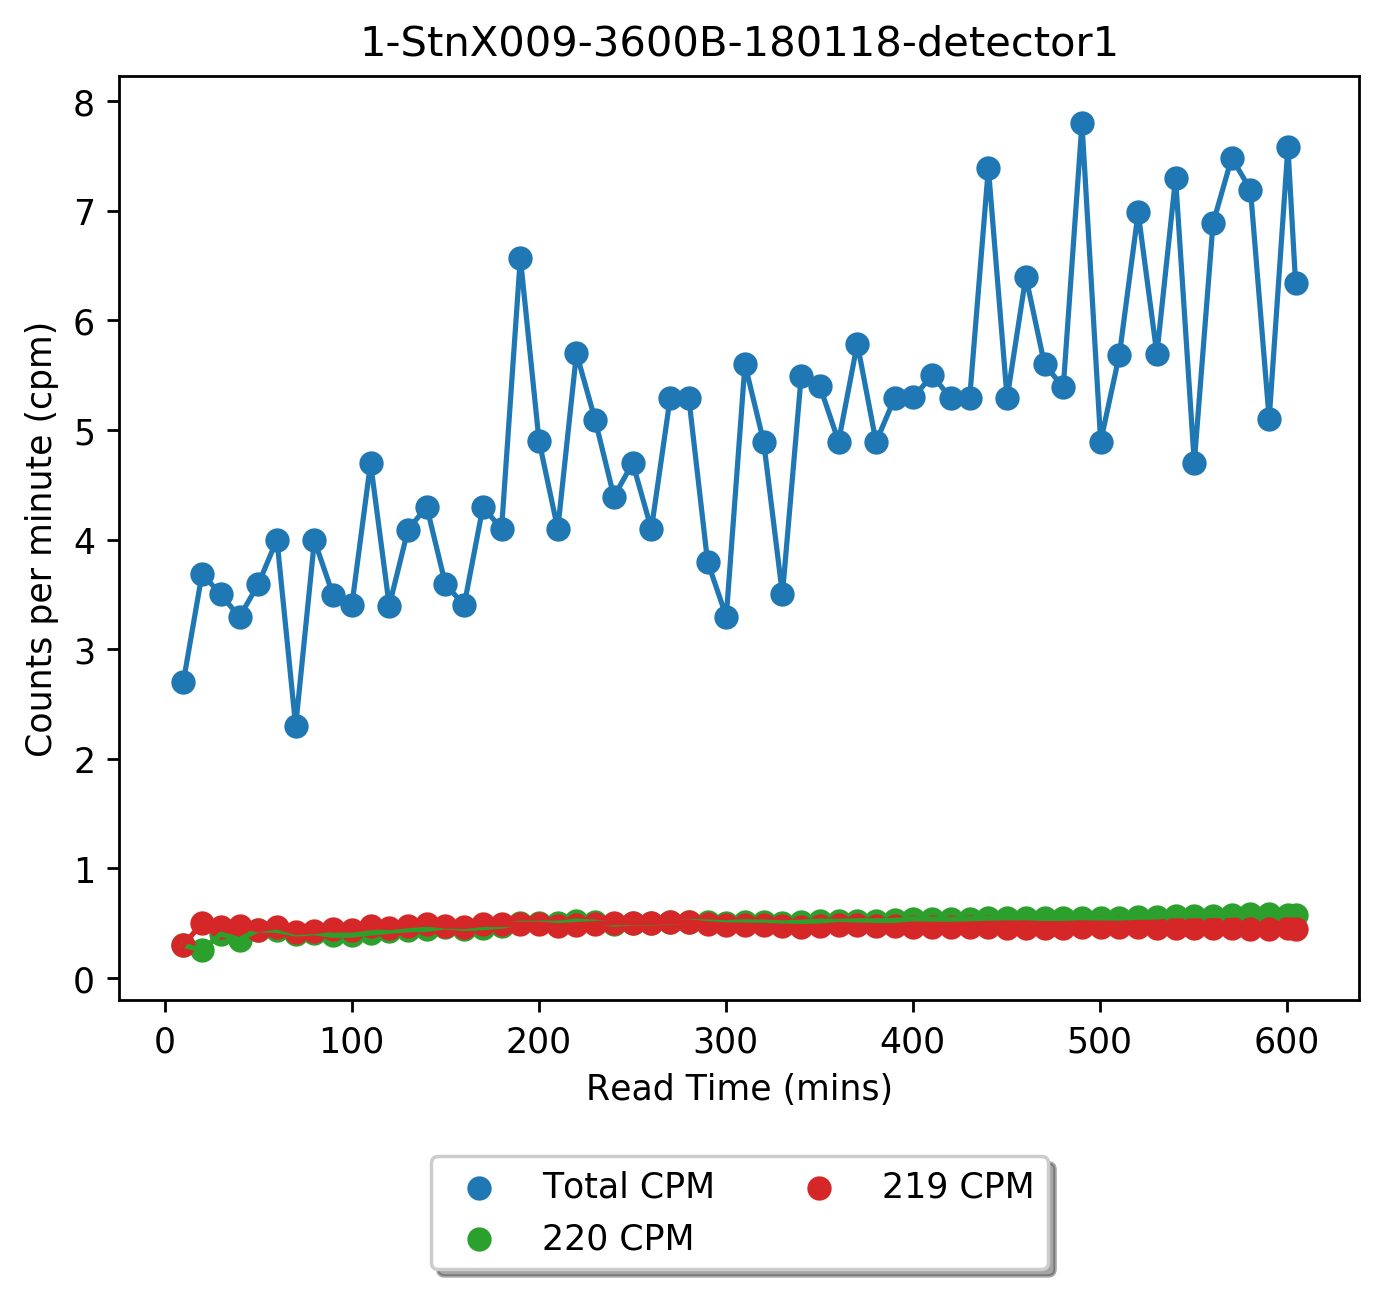 1-StnX009-3600B-180118-detector1
Counts per minute (cpm)
8
7
6
5
4
3
2
1
0
0 100 200 300 400 500 600
Read Time (mins)
Total CPM 219 CPM
220 CPM